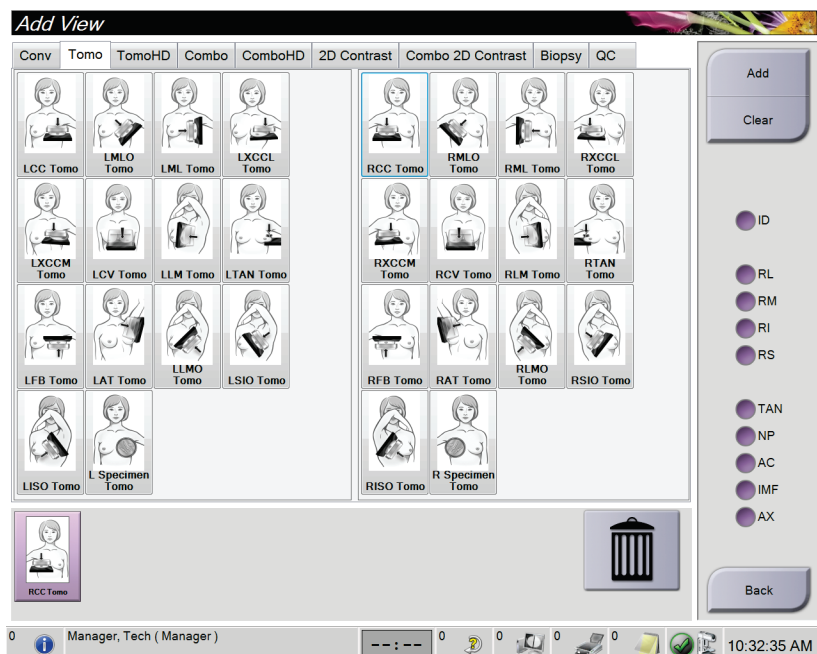 Add View
Conv Tomo TomoHD Combo ComboHD 2D Contrast Combo 2D Contrast Biopsy QC
LCC Tomo
LMLO
Tomo
LML Tomo
LXCCL
Tomo
RCC Tomo
RMLO
Tomo
RML Tomo
RXCCL
Tomo
LXCCM
Tomo
LCV Tomo
LLM Tomo
LTAN Tomo
RXCCM
Tomo
RCV Tomo
RLM Tomo
RTAN
Tomo
LFB Tomo
LAT Tomo
LLMO
Tomo
LSIO Tomo
RFB Tomo
RAT Tomo
RLMO
Tomo
RSIO Tomo
LISO Tomo
L Specimen
Tomo
RISO Tomo
R Specimen
Tomo
Add
Clear
ID
RL
RM
RI
RS
TAN
NP
AC
IMF
AX
Back
RCC Tomo
0 Manager, Tech ( Manager ) --:-- 0 0 0 0 10:32:35 AM